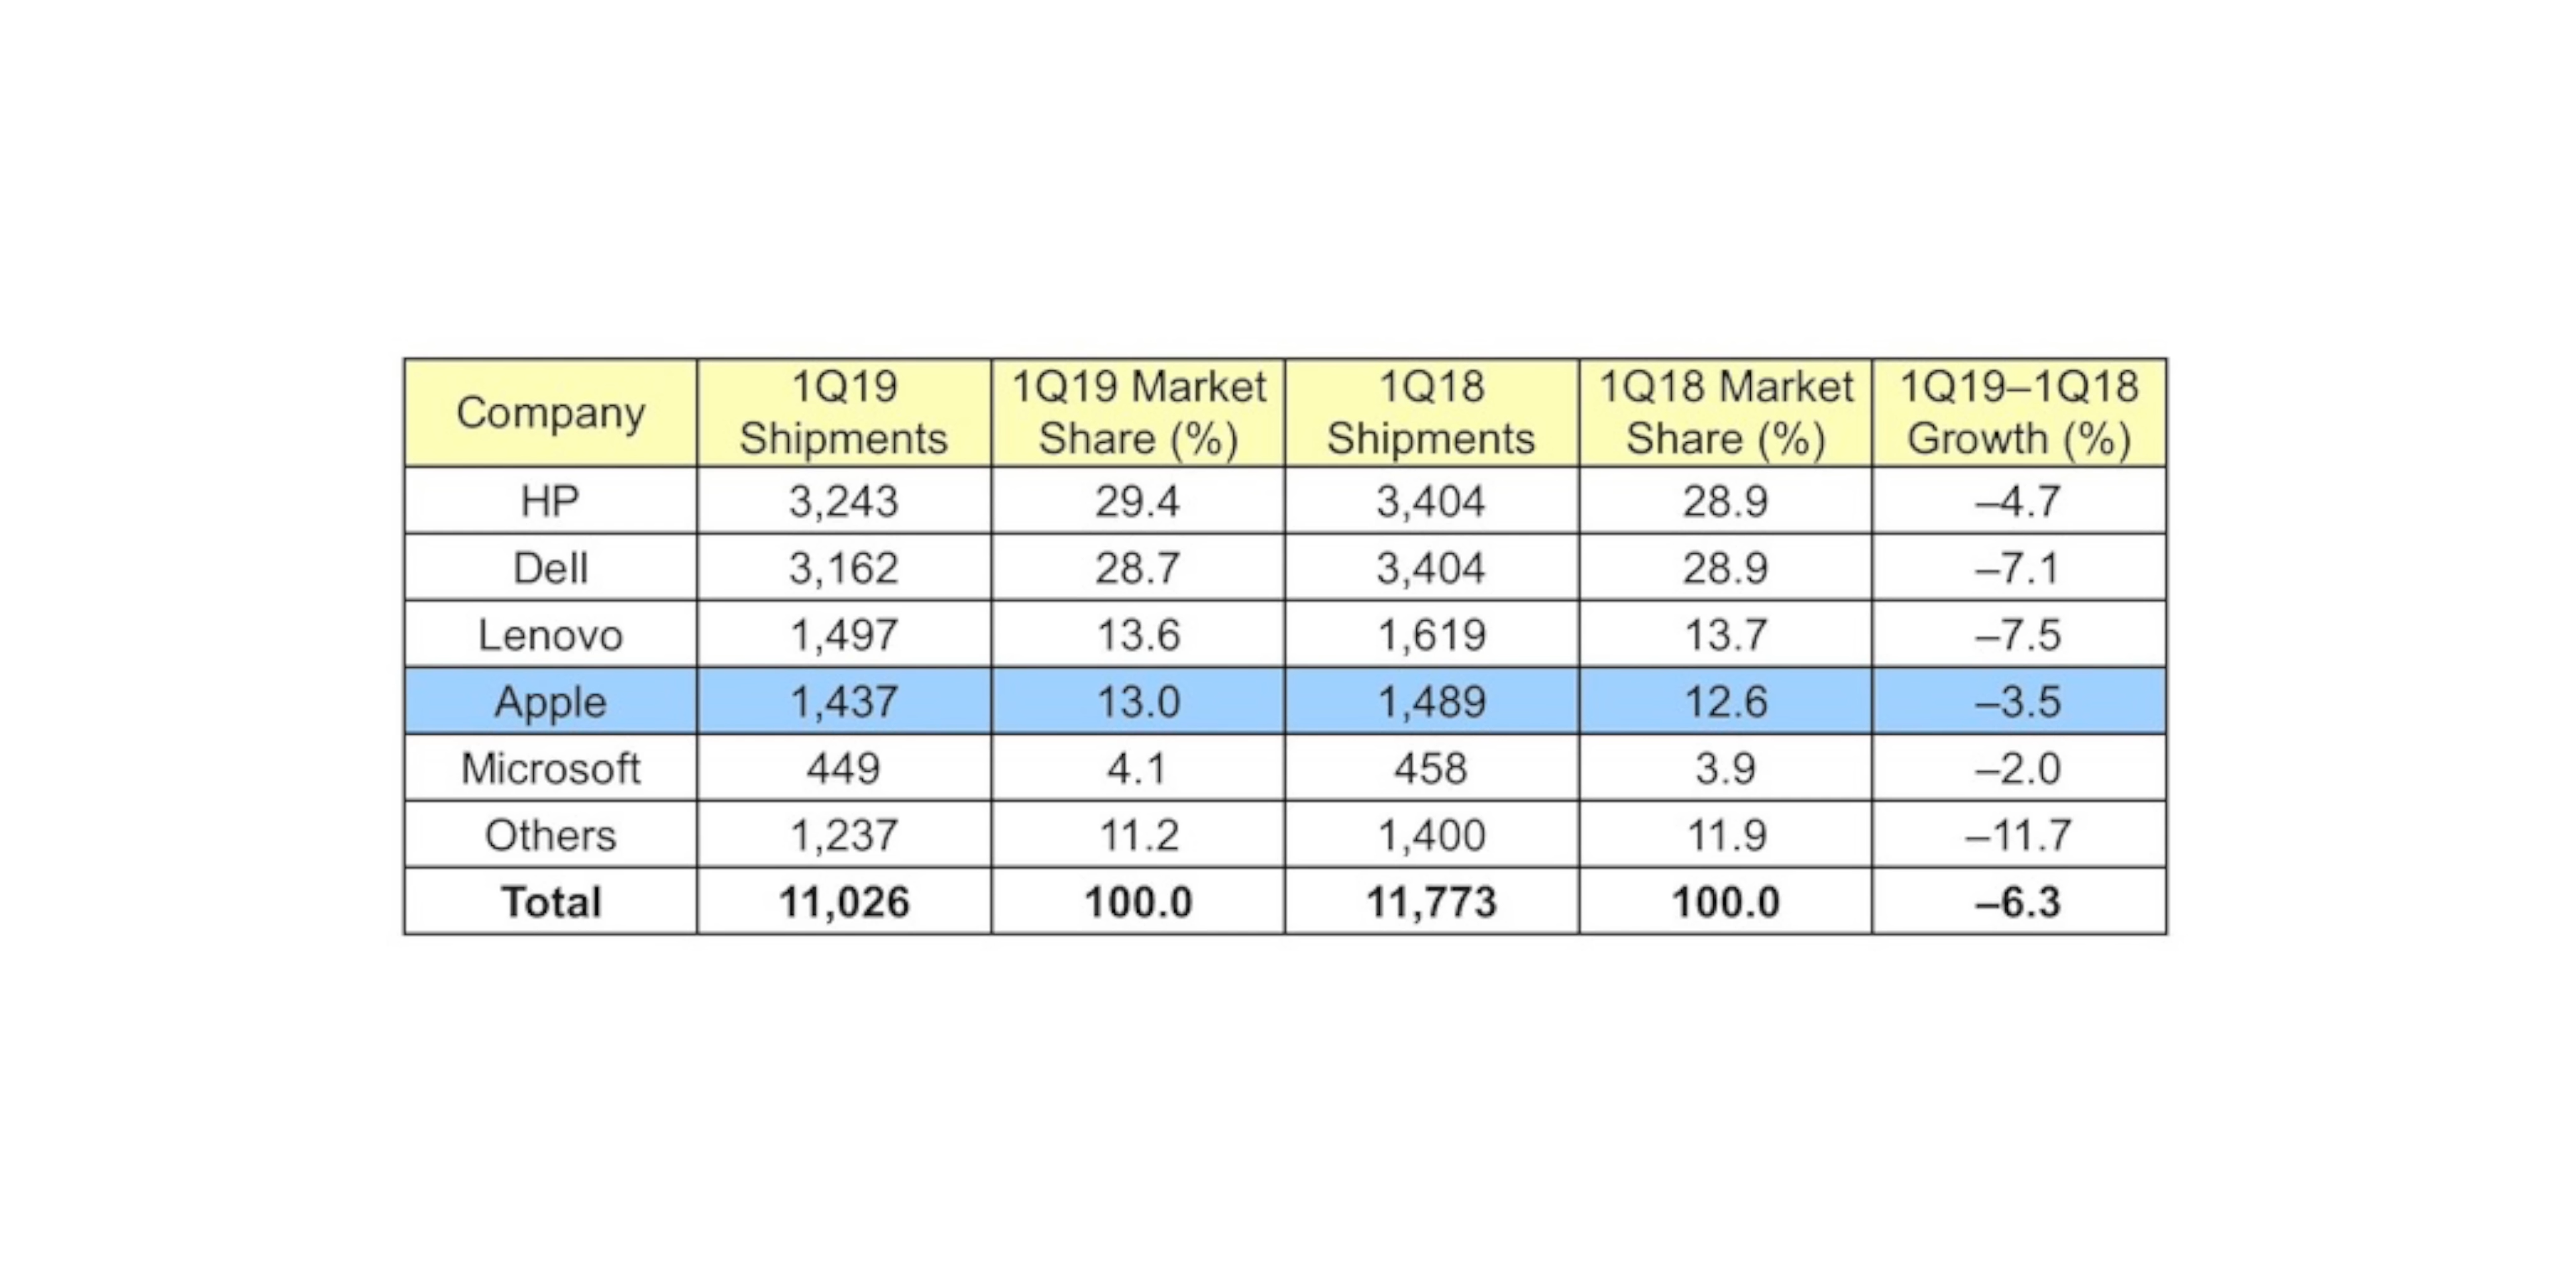 Company 1Q19 Shipments 1Q19 Market Share (%) 1Q18 Shipments 1Q18 Market Share (%) 1Q19–1Q18 Growth (%)
HP 3,243 29.4 3,404 28.9 –4.7
Dell 3,162 28.7 3,404 28.9 –7.1
Lenovo 1,497 13.6 1,619 13.7 –7.5
Apple 1,437 13.0 1,489 12.6 –3.5
Microsoft 449 4.1 458 3.9 –2.0
Others 1,237 11.2 1,400 11.9 –11.7
Total 11,026 100.0 11,773 100.0 –6.3